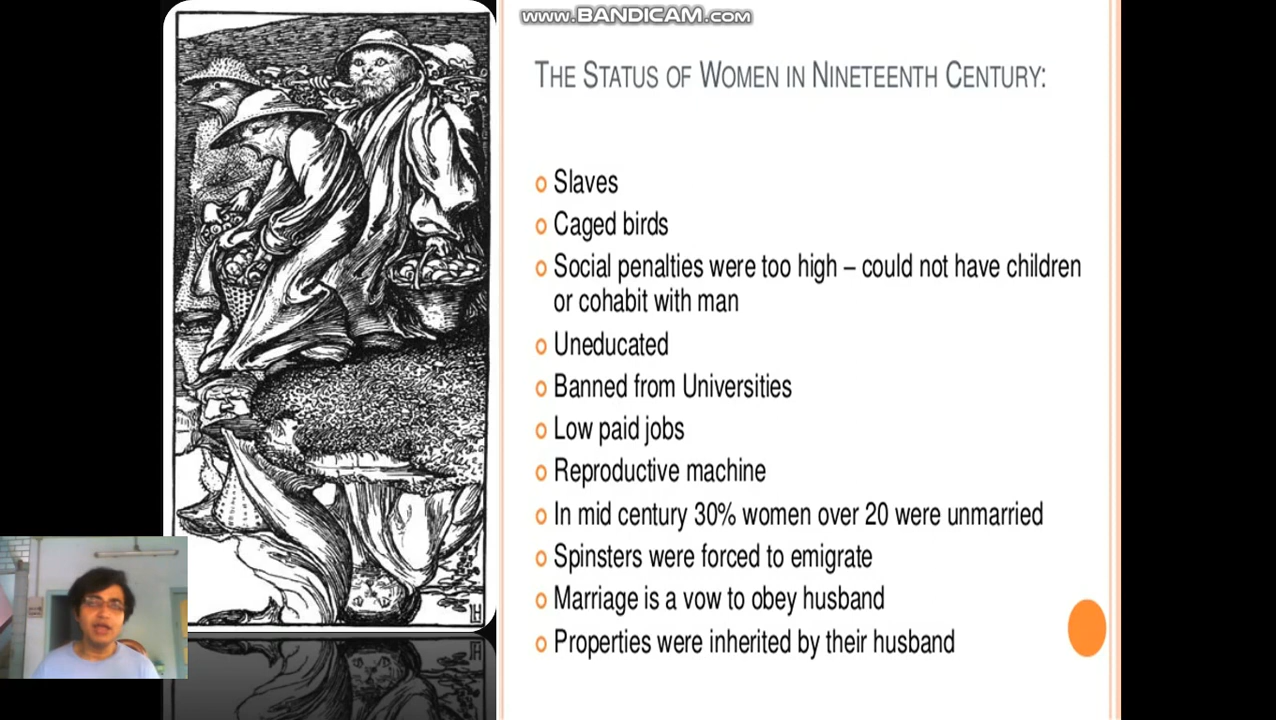 www.BANDICAM.com
THE STATUS OF WOMEN IN NINETEENTH CENTURY:
Slaves
Caged birds
Social penalties were too high – could not have children
or cohabit with man
Uneducated
Banned from Universities
Low paid jobs
Reproductive machine
In mid century 30% women over 20 were unmarried
Spinsters were forced to emigrate
Marriage is a vow to obey husband
Properties were inherited by their husband
LH